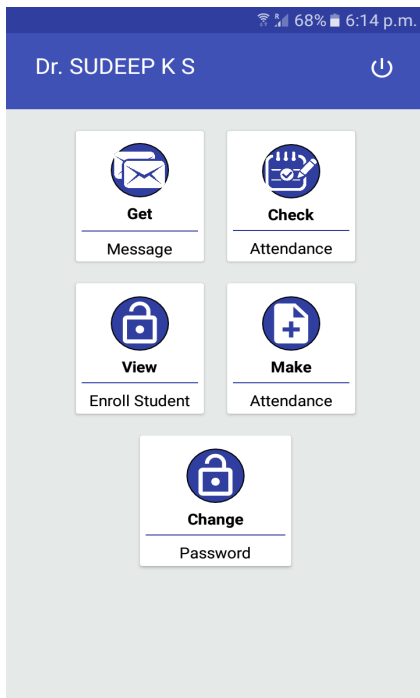 68% 6:14 p.m.
Dr. SUDEEP K S
Get
Message
Check
Attendance
View
Enroll Student
Make
Attendance
Change
Password